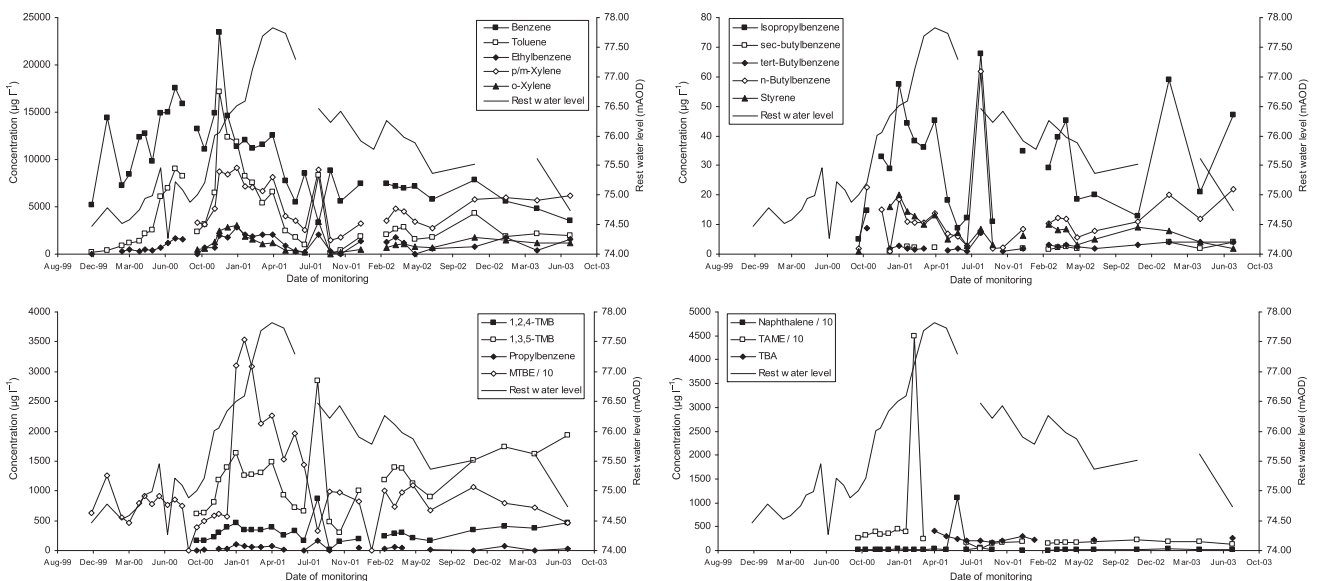 Concentration (µg l⁻¹)
25000
20000
15000
10000
5000
0
78.00
77.50
77.00
76.50
76.00
75.50
75.00
74.50
74.00
Rest water level (mAOD)
Benzene
Toluene
Ethylbenzene
p/m-Xylene
o-Xylene
Rest water level
Aug-99 Dec-99 Mar-00 Jun-00 Oct-00 Jan-01 Apr-01 Jul-01 Nov-01 Feb-02 May-02 Sep-02 Dec-02 Mar-03 Jun-03 Oct-03
Date of monitoring
Concentration (µg l⁻¹)
80
70
60
50
40
30
20
10
0
78.00
77.50
77.00
76.50
76.00
75.50
75.00
74.50
74.00
Rest water level (mAOD)
Isopropylbenzene
sec-butylbenzene
tert-Butylbenzene
n-Butylbenzene
Styrene
Rest water level
Aug-99 Dec-99 Mar-00 Jun-00 Oct-00 Jan-01 Apr-01 Jul-01 Nov-01 Feb-02 May-02 Sep-02 Dec-02 Mar-03 Jun-03 Oct-03
Date of monitoring
Concentration (µg l⁻¹)
4000
3500
3000
2500
2000
1500
1000
500
0
78.00
77.50
77.00
76.50
76.00
75.50
75.00
74.50
74.00
Rest water level (mAOD)
1,2,4-TMB
1,3,5-TMB
Propylbenzene
MTBE / 10
Rest water level
Aug-99 Dec-99 Mar-00 Jun-00 Oct-00 Jan-01 Apr-01 Jul-01 Nov-01 Feb-02 May-02 Sep-02 Dec-02 Mar-03 Jun-03 Oct-03
Date of monitoring
Concentration (µg l⁻¹)
5000
4500
4000
3500
3000
2500
2000
1500
1000
500
0
78.00
77.50
77.00
76.50
76.00
75.50
75.00
74.50
74.00
Rest water level (mAOD)
Naphthalene / 10
TAME / 10
TBA
Rest water level
Aug-99 Dec-99 Mar-00 Jun-00 Oct-00 Jan-01 Apr-01 Jul-01 Nov-01 Feb-02 May-02 Sep-02 Dec-02 Mar-03 Jun-03 Oct-03
Date of monitoring